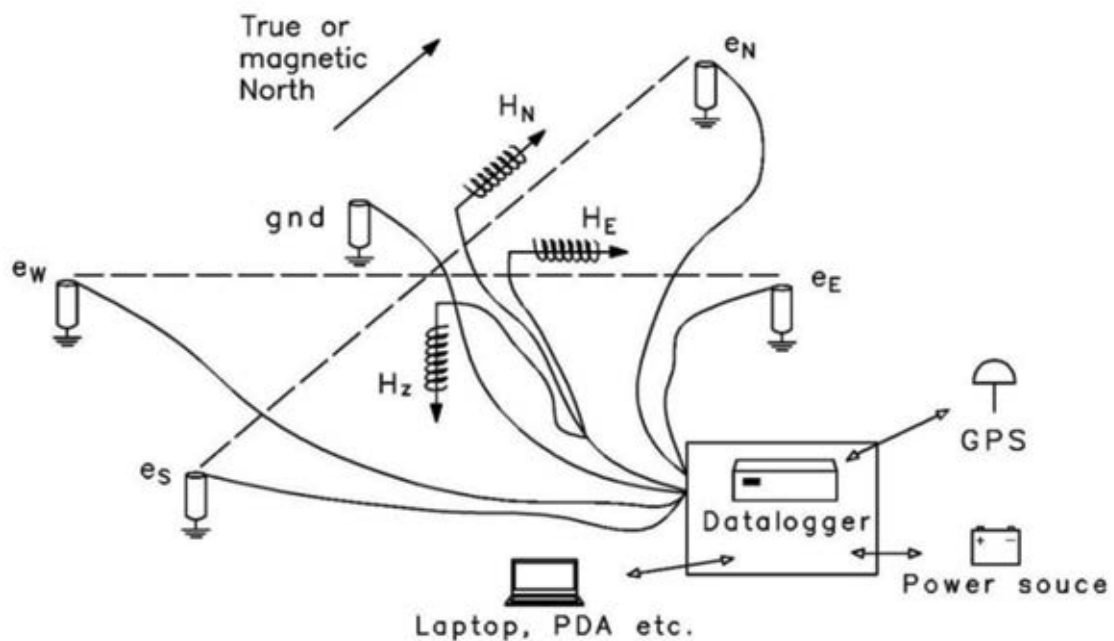 True or
magnetic
North
e_N
H_N
gnd
H_E
e_W
e_E
H_z
GPS
e_S
Datalogger
+ −
Power souce
Laptop, PDA etc.